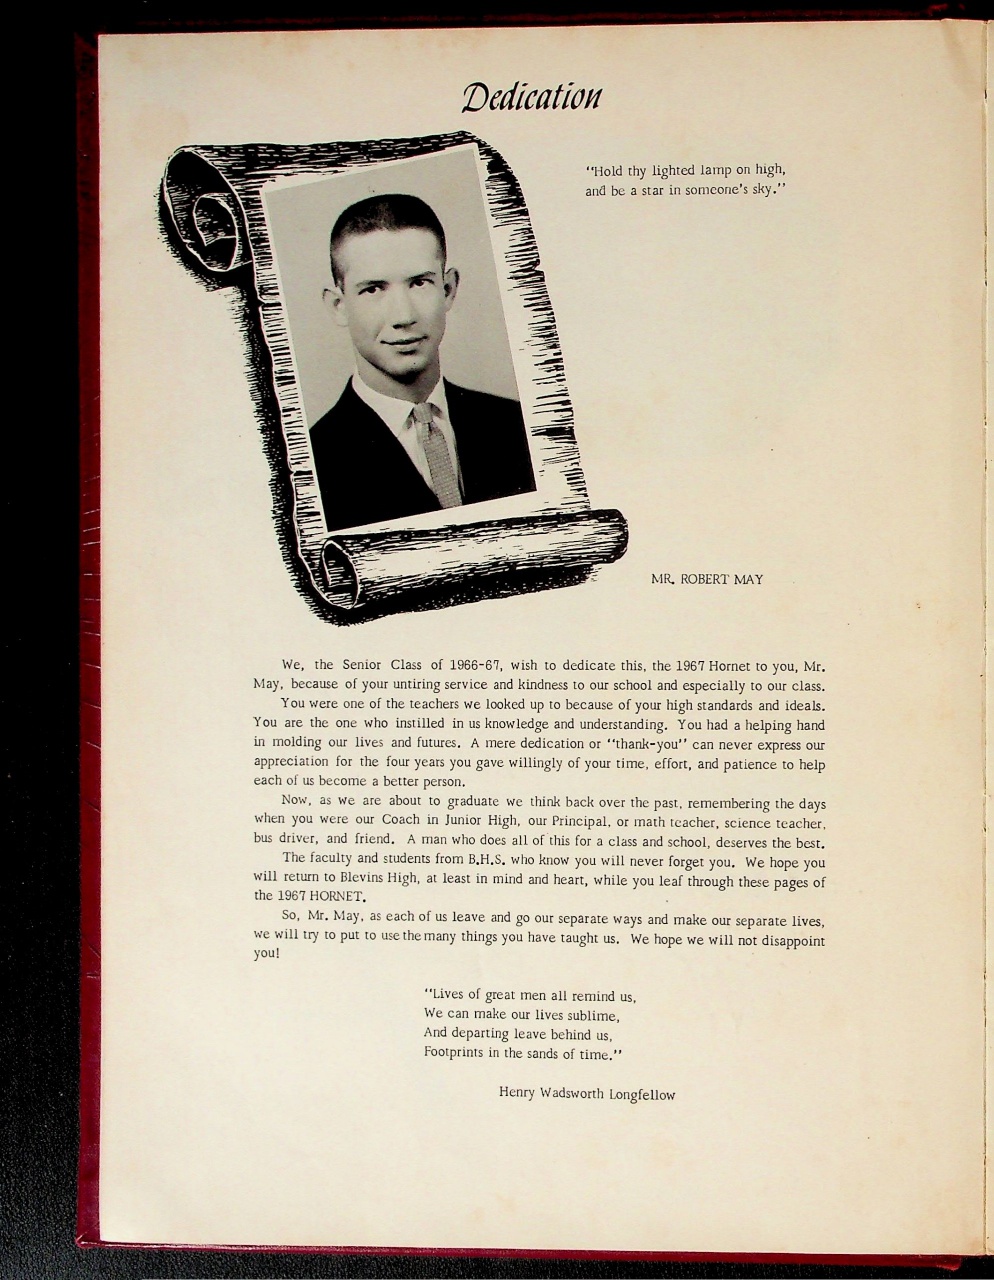 Dedication
"Hold thy lighted lamp on high,
and be a star in someone's sky."
MR. ROBERT MAY
We, the Senior Class of 1966-67, wish to dedicate this, the 1967 Hornet to you, Mr.
May, because of your untiring service and kindness to our school and especially to our class.
You were one of the teachers we looked up to because of your high standards and ideals.
You are the one who instilled in us knowledge and understanding. You had a helping hand
in molding our lives and futures. A mere dedication or "thank-you" can never express our
appreciation for the four years you gave willingly of your time, effort, and patience to help
each of us become a better person.
Now, as we are about to graduate we think back over the past, remembering the days
when you were our Coach in Junior High, our Principal, or math teacher, science teacher,
bus driver, and friend. A man who does all of this for a class and school, deserves the best.
The faculty and students from B.H.S. who know you will never forget you. We hope you
will return to Blevins High, at least in mind and heart, while you leaf through these pages of
the 1967 HORNET.
So, Mr. May, as each of us leave and go our separate ways and make our separate lives,
we will try to put to use the many things you have taught us. We hope we will not disappoint
you!
"Lives of great men all remind us,
We can make our lives sublime,
And departing leave behind us,
Footprints in the sands of time."
Henry Wadsworth Longfellow